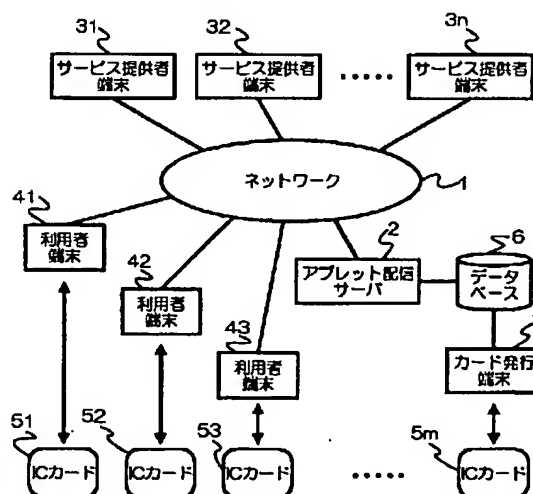 31
32
3n
サービス提供者
端末
サービス提供者
端末
.....
サービス提供者
端末
ネットワーク
1
41
利用者
端末
42
利用者
端末
43
利用者
端末
2
アプレット配信
サーバ
6
データ
ベース
カード発行
端末
51
ICカード
52
ICカード
53
ICカード
.....
5m
ICカード